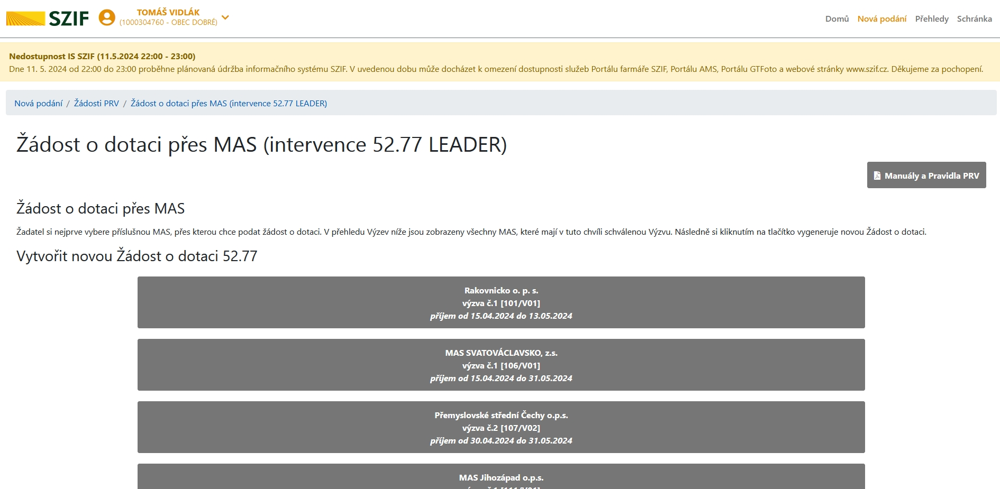 SZIF
TOMÁŠ VIDLÁK
(1000304760 - OBEC DOBRÉ)
Domů Nová podání Přehledy Schránka
Nedostupnost IS SZIF (11.5.2024 22:00 - 23:00)
Dne 11. 5. 2024 od 22:00 do 23:00 proběhne plánovaná údržba informačního systému SZIF. V uvedenou dobu může docházet k omezení dostupnosti služeb Portálu farmáře SZIF, Portálu AMS, Portálu GTFoto a webové stránky www.szif.cz. Děkujeme za pochopení.
Nová podání / Žádosti PRV / Žádost o dotaci přes MAS (intervence 52.77 LEADER)
Žádost o dotaci přes MAS (intervence 52.77 LEADER)
Manuály a Pravidla PRV
Žádost o dotaci přes MAS
Žadatel si nejprve vybere příslušnou MAS, přes kterou chce podat žádost o dotaci. V přehledu Výzev níže jsou zobrazeny všechny MAS, které mají v tuto chvíli schválenou Výzvu. Následně si kliknutím na tlačítko vygeneruje novou Žádost o dotaci.
Vytvořit novou Žádost o dotaci 52.77
Rakovnicko o. p. s.
výzva č.1 [101/V01]
příjem od 15.04.2024 do 13.05.2024
MAS SVATOVÁCLAVSKO, z.s.
výzva č.1 [106/V01]
příjem od 15.04.2024 do 31.05.2024
Přemyslovské střední Čechy o.p.s.
výzva č.2 [107/V02]
příjem od 30.04.2024 do 31.05.2024
MAS Jihozápad o.p.s.